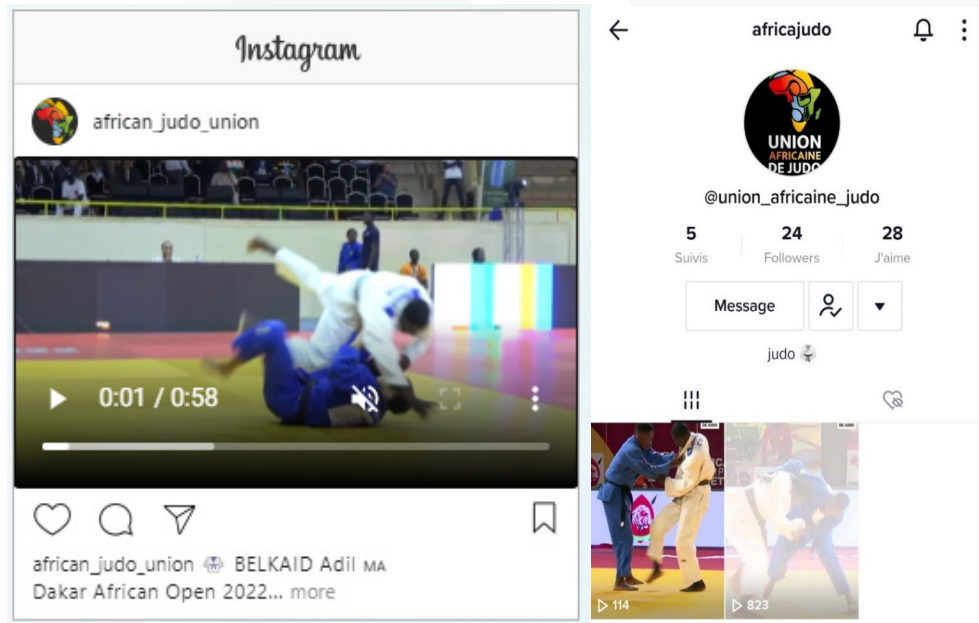 Instagram
african_judo_union
0:01 / 0:58
african_judo_union BELKAID Adil MA
Dakar African Open 2022... more
africajudo
UNION
AFRICAINE
DE JUDO
@union_africaine_judo
5 24 28
Suivis Followers J'aime
Message
judo
114 823